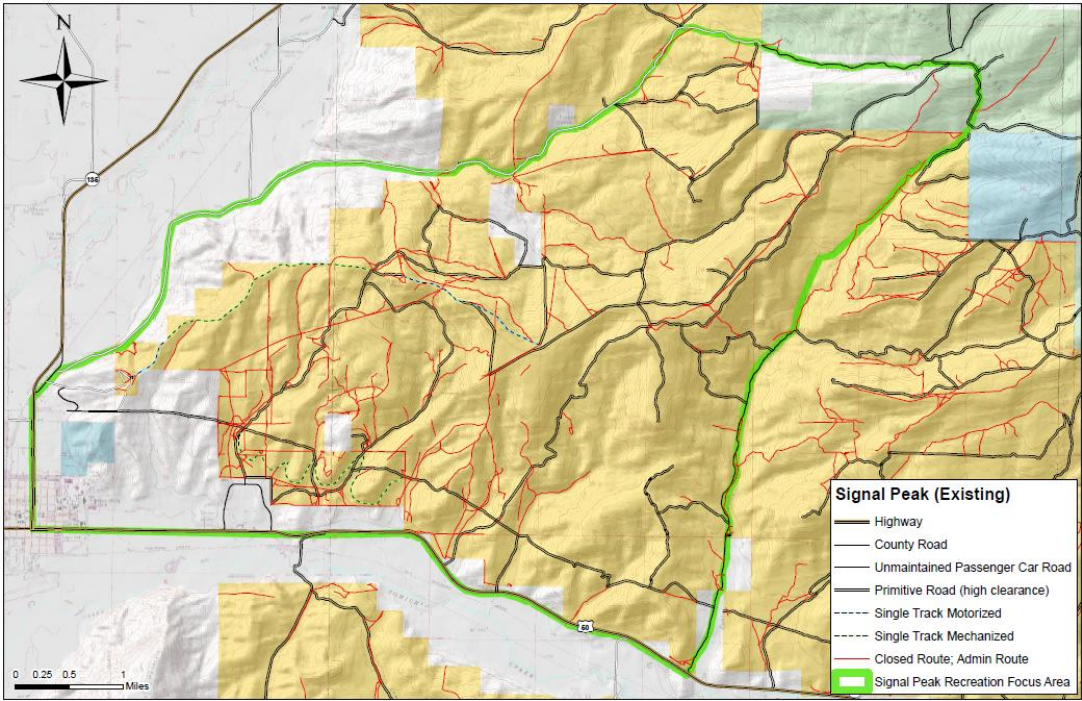 N
135
50
Signal Peak (Existing)
Highway
County Road
Unmaintained Passenger Car Road
Primitive Road (high clearance)
Single Track Motorized
Single Track Mechanized
Closed Route; Admin Route
Signal Peak Recreation Focus Area
0 0.25 0.5 1
Miles